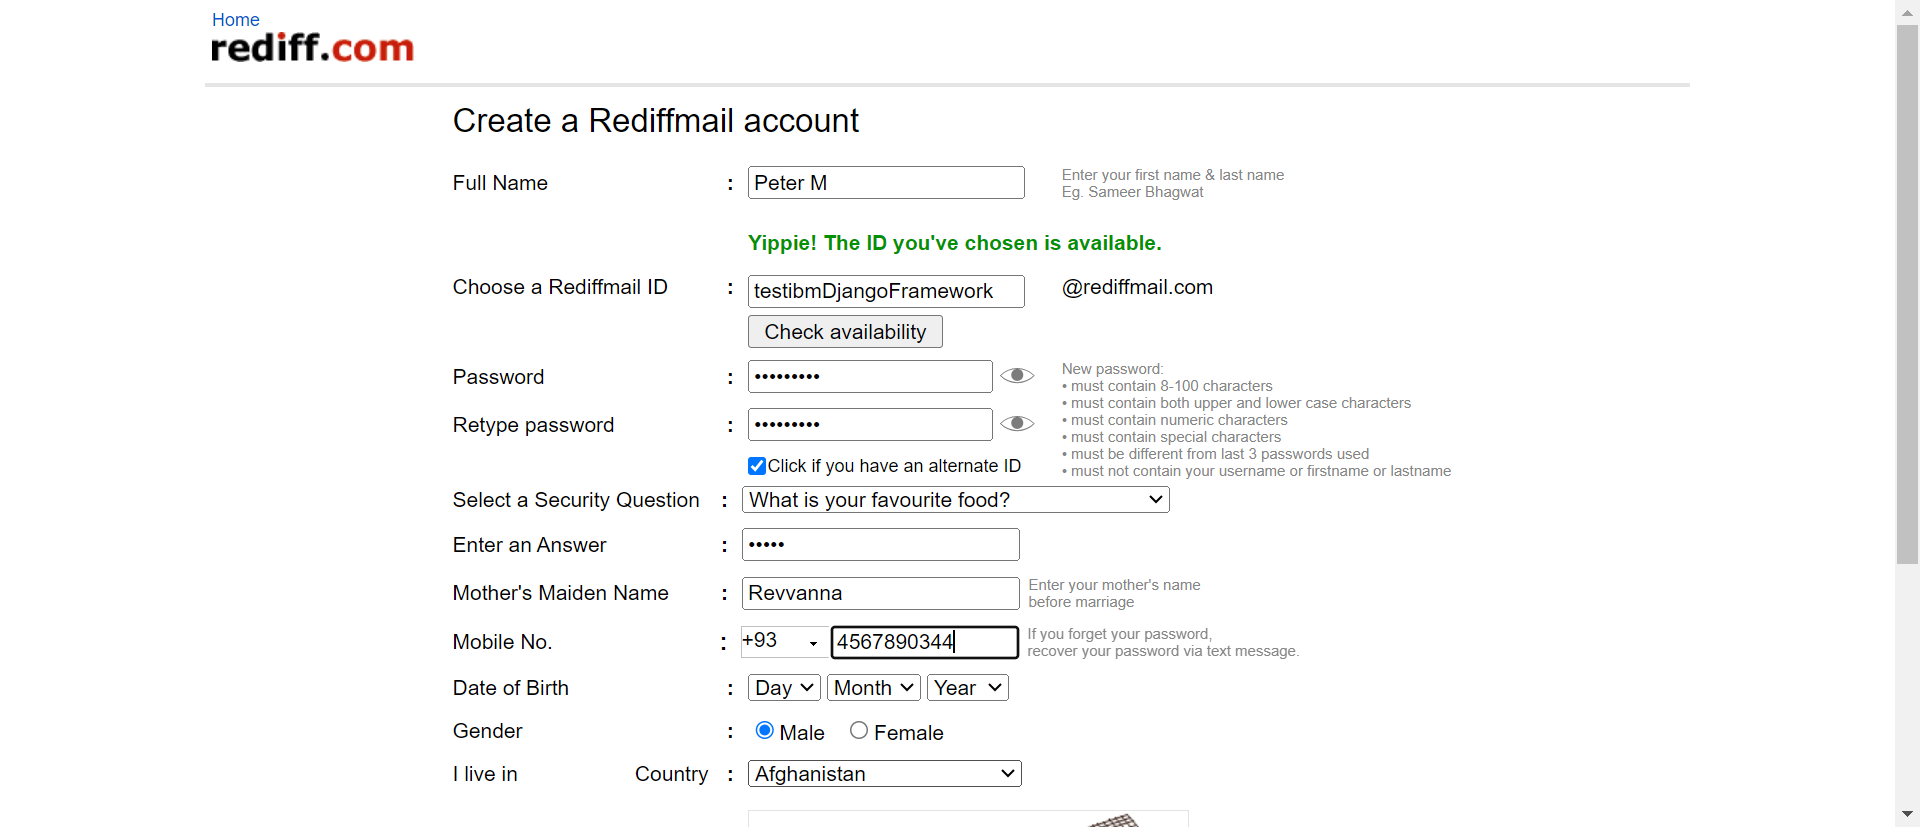 Home
rediff.com
Create a Rediffmail account
Full Name : Peter M
Enter your first name & last name
Eg. Sameer Bhagwat
Yippie! The ID you've chosen is available.
Choose a Rediffmail ID : testibmDjangoFramework @rediffmail.com
Check availability
Password : •••••••••
Retype password : •••••••••
New password:
• must contain 8-100 characters
• must contain both upper and lower case characters
• must contain numeric characters
• must contain special characters
• must be different from last 3 passwords used
• must not contain your username or firstname or lastname
Click if you have an alternate ID
Select a Security Question : What is your favourite food?
Enter an Answer : •••••
Mother's Maiden Name : Revvanna
Enter your mother's name
before marriage
Mobile No. : +93 4567890344
If you forget your password,
recover your password via text message.
Date of Birth : Day Month Year
Gender : Male Female
I live in Country : Afghanistan